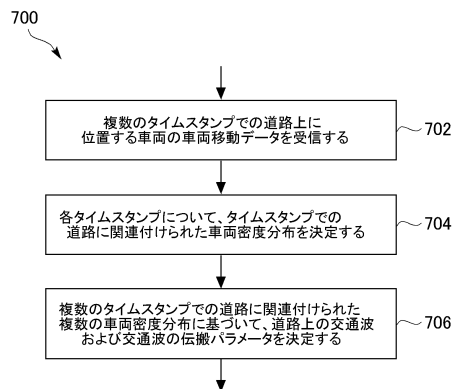 700
複数のタイムスタンプでの道路上に
位置する車両の車両移動データを受信する
702
各タイムスタンプについて、タイムスタンプでの
道路に関連付けられた車両密度分布を決定する
704
複数のタイムスタンプでの道路に関連付けられた
複数の車両密度分布に基づいて、道路上の交通波
および交通波の伝搬パラメータを決定する
706